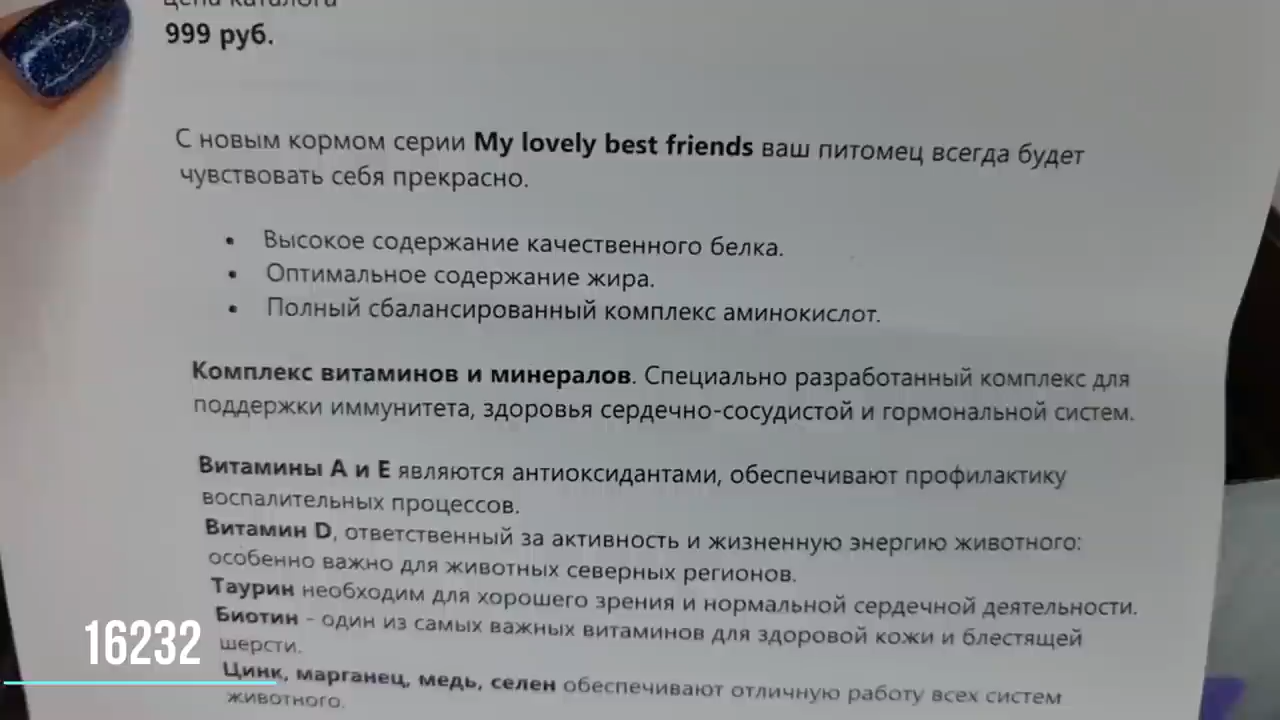 цена каталога
999 руб.
С новым кормом серии My lovely best friends ваш питомец всегда будет
чувствовать себя прекрасно.
• Высокое содержание качественного белка.
• Оптимальное содержание жира.
• Полный сбалансированный комплекс аминокислот.
Комплекс витаминов и минералов. Специально разработанный комплекс для
поддержки иммунитета, здоровья сердечно-сосудистой и гормональной систем.
Витамины А и Е являются антиоксидантами, обеспечивают профилактику
воспалительных процессов.
Витамин D, ответственный за активность и жизненную энергию животного:
особенно важно для животных северных регионов.
Таурин необходим для хорошего зрения и нормальной сердечной деятельности.
Биотин - один из самых важных витаминов для здоровой кожи и блестящей
шерсти.
Цинк, марганец, медь, селен обеспечивают отличную работу всех систем
животного.
16232